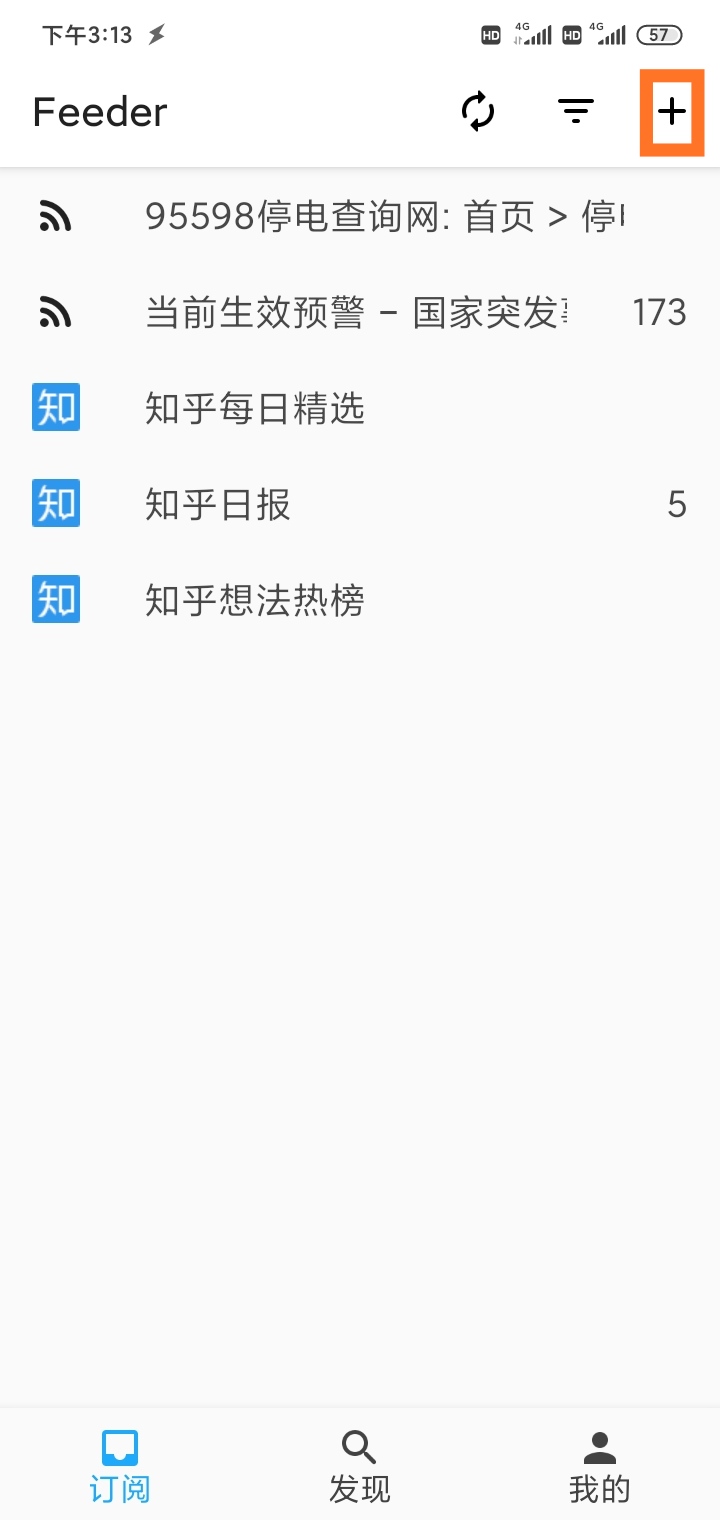 下午3:13 HD 4G HD 4G 57
Feeder
95598停电查询网: 首页 > 停
当前生效预警 – 国家突发 173
知 知乎每日精选
知 知乎日报 5
知 知乎想法热榜
订阅 发现 我的